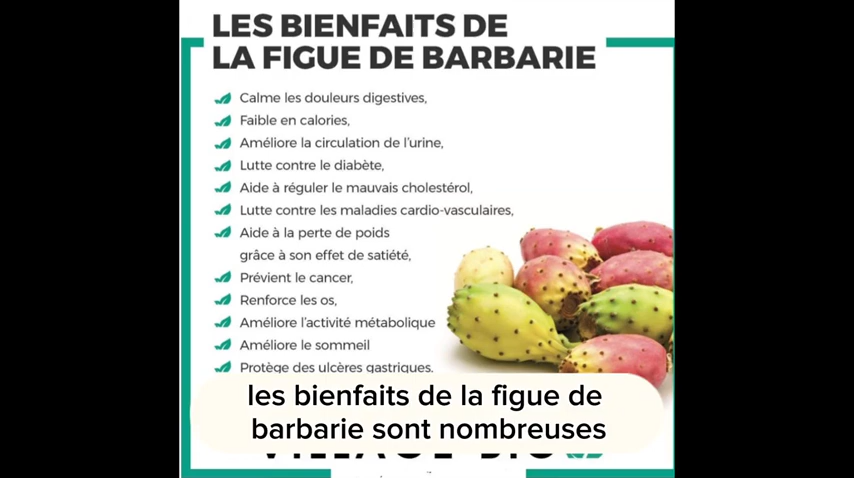 LES BIENFAITS DE
LA FIGUE DE BARBARIE
Calme les douleurs digestives,
Faible en calories,
Améliore la circulation de l'urine,
Lutte contre le diabète,
Aide à réguler le mauvais cholestérol,
Lutte contre les maladies cardio-vasculaires,
Aide à la perte de poids
grâce à son effet de satiété,
Prévient le cancer,
Renforce les os,
Améliore l'activité métabolique
Améliore le sommeil
Protège des ulcères gastriques.
les bienfaits de la figue de
barbarie sont nombreuses